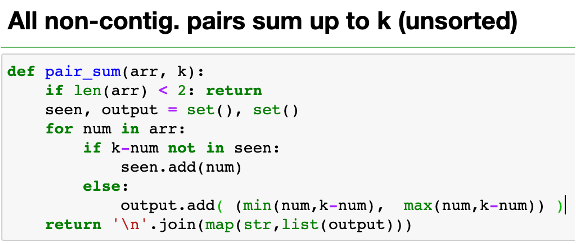 All non-contig. pairs sum up to k (unsorted)
def pair_sum(arr, k):
    if len(arr) < 2: return
    seen, output = set(), set()
    for num in arr:
        if k-num not in seen:
            seen.add(num)
        else:
            output.add( (min(num,k-num),  max(num,k-num)) )
    return '\n'.join(map(str,list(output)))